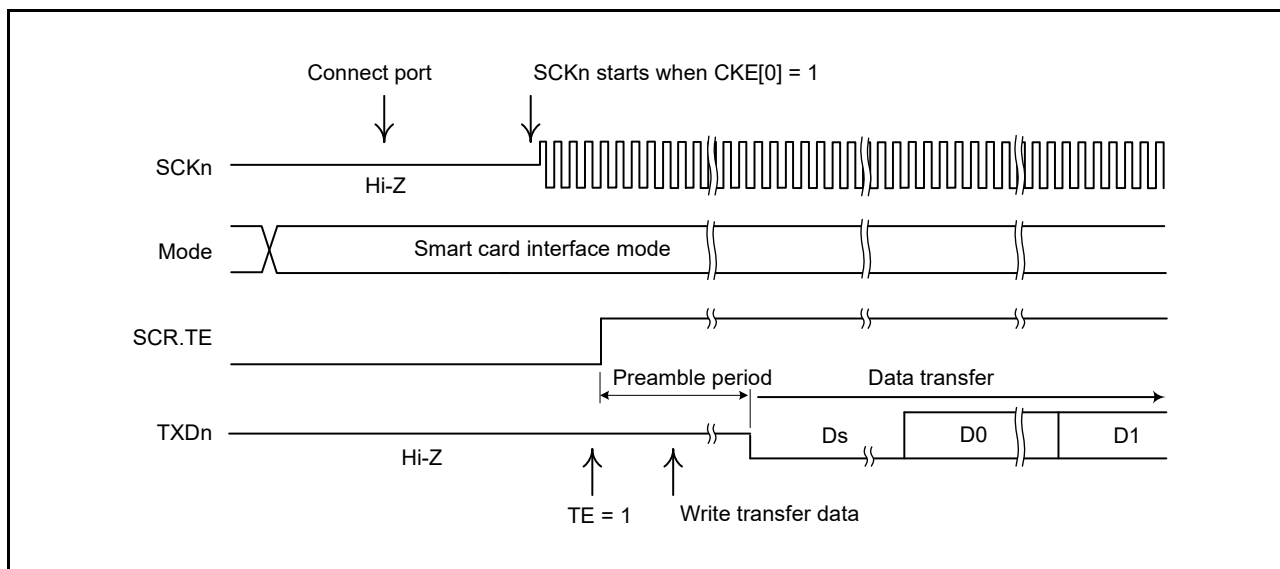 Connect port
SCKn starts when CKE[0] = 1
SCKn
Hi-Z
Mode
Smart card interface mode
SCR.TE
Preamble period
Data transfer
TXDn
Ds
D0
D1
Hi-Z
TE = 1
Write transfer data